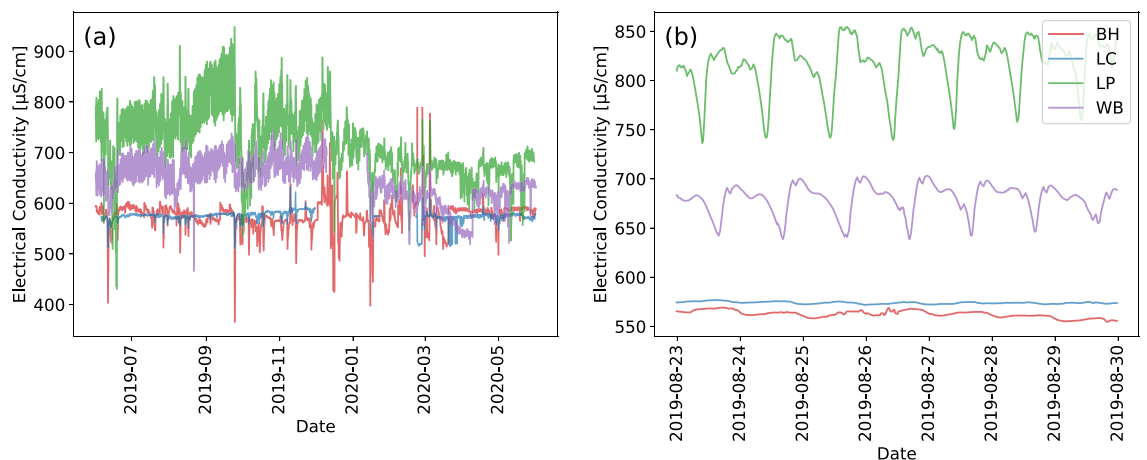 (a)
Electrical Conductivity [µS/cm]
900
800
700
600
500
400
2019-07
2019-09
2019-11
2020-01
2020-03
2020-05
Date
(b)
Electrical Conductivity [µS/cm]
850
800
750
700
650
600
550
2019-08-23
2019-08-24
2019-08-25
2019-08-26
2019-08-27
2019-08-28
2019-08-29
2019-08-30
Date
BH
LC
LP
WB